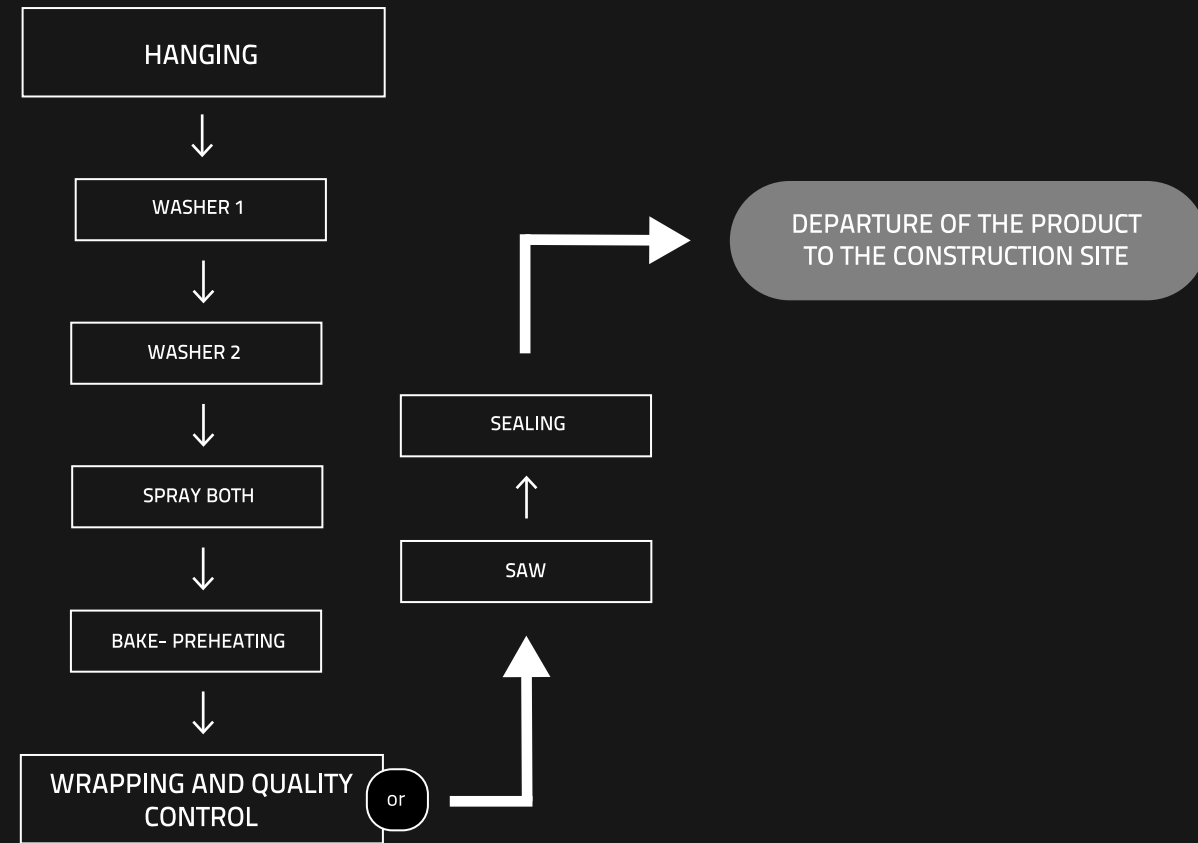 HANGING
WASHER 1
WASHER 2
SPRAY BOTH
BAKE- PREHEATING
WRAPPING AND QUALITY
CONTROL
or
SAW
SEALING
DEPARTURE OF THE PRODUCT
TO THE CONSTRUCTION SITE